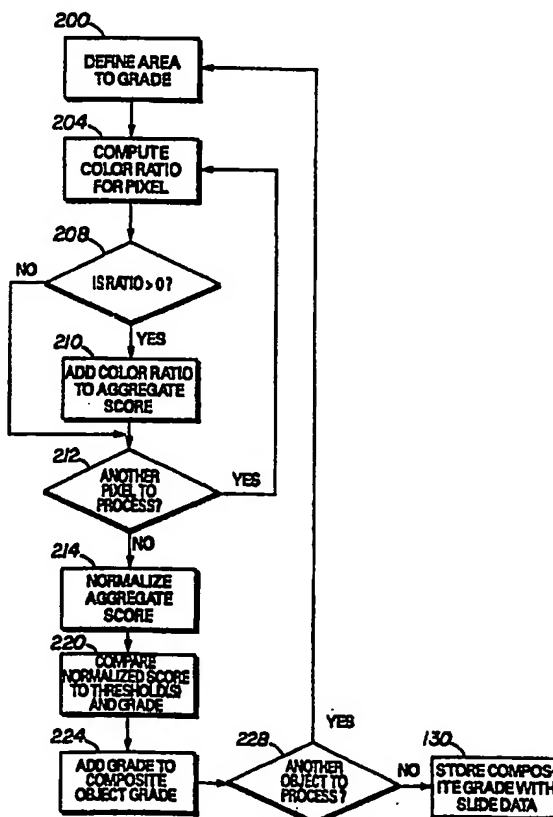 200
DEFINE AREA
TO GRADE
204
COMPUTE
COLOR RATIO
FOR PIXEL
208
NO
IS RATIO > 0?
YES
210
ADD COLOR RATIO
TO AGGREGATE
SCORE
212
ANOTHER
PIXEL TO
PROCESS?
YES
NO
214
NORMALIZE
AGGREGATE
SCORE
220
COMPARE
NORMALIZED SCORE
TO THRESHOLD(S)
AND GRADE
224
ADD GRADE TO
COMPOSITE
OBJECT GRADE
228
YES
ANOTHER
OBJECT TO
PROCESS?
NO
130
STORE COMPOS-
ITE GRADE WITH
SLIDE DATA